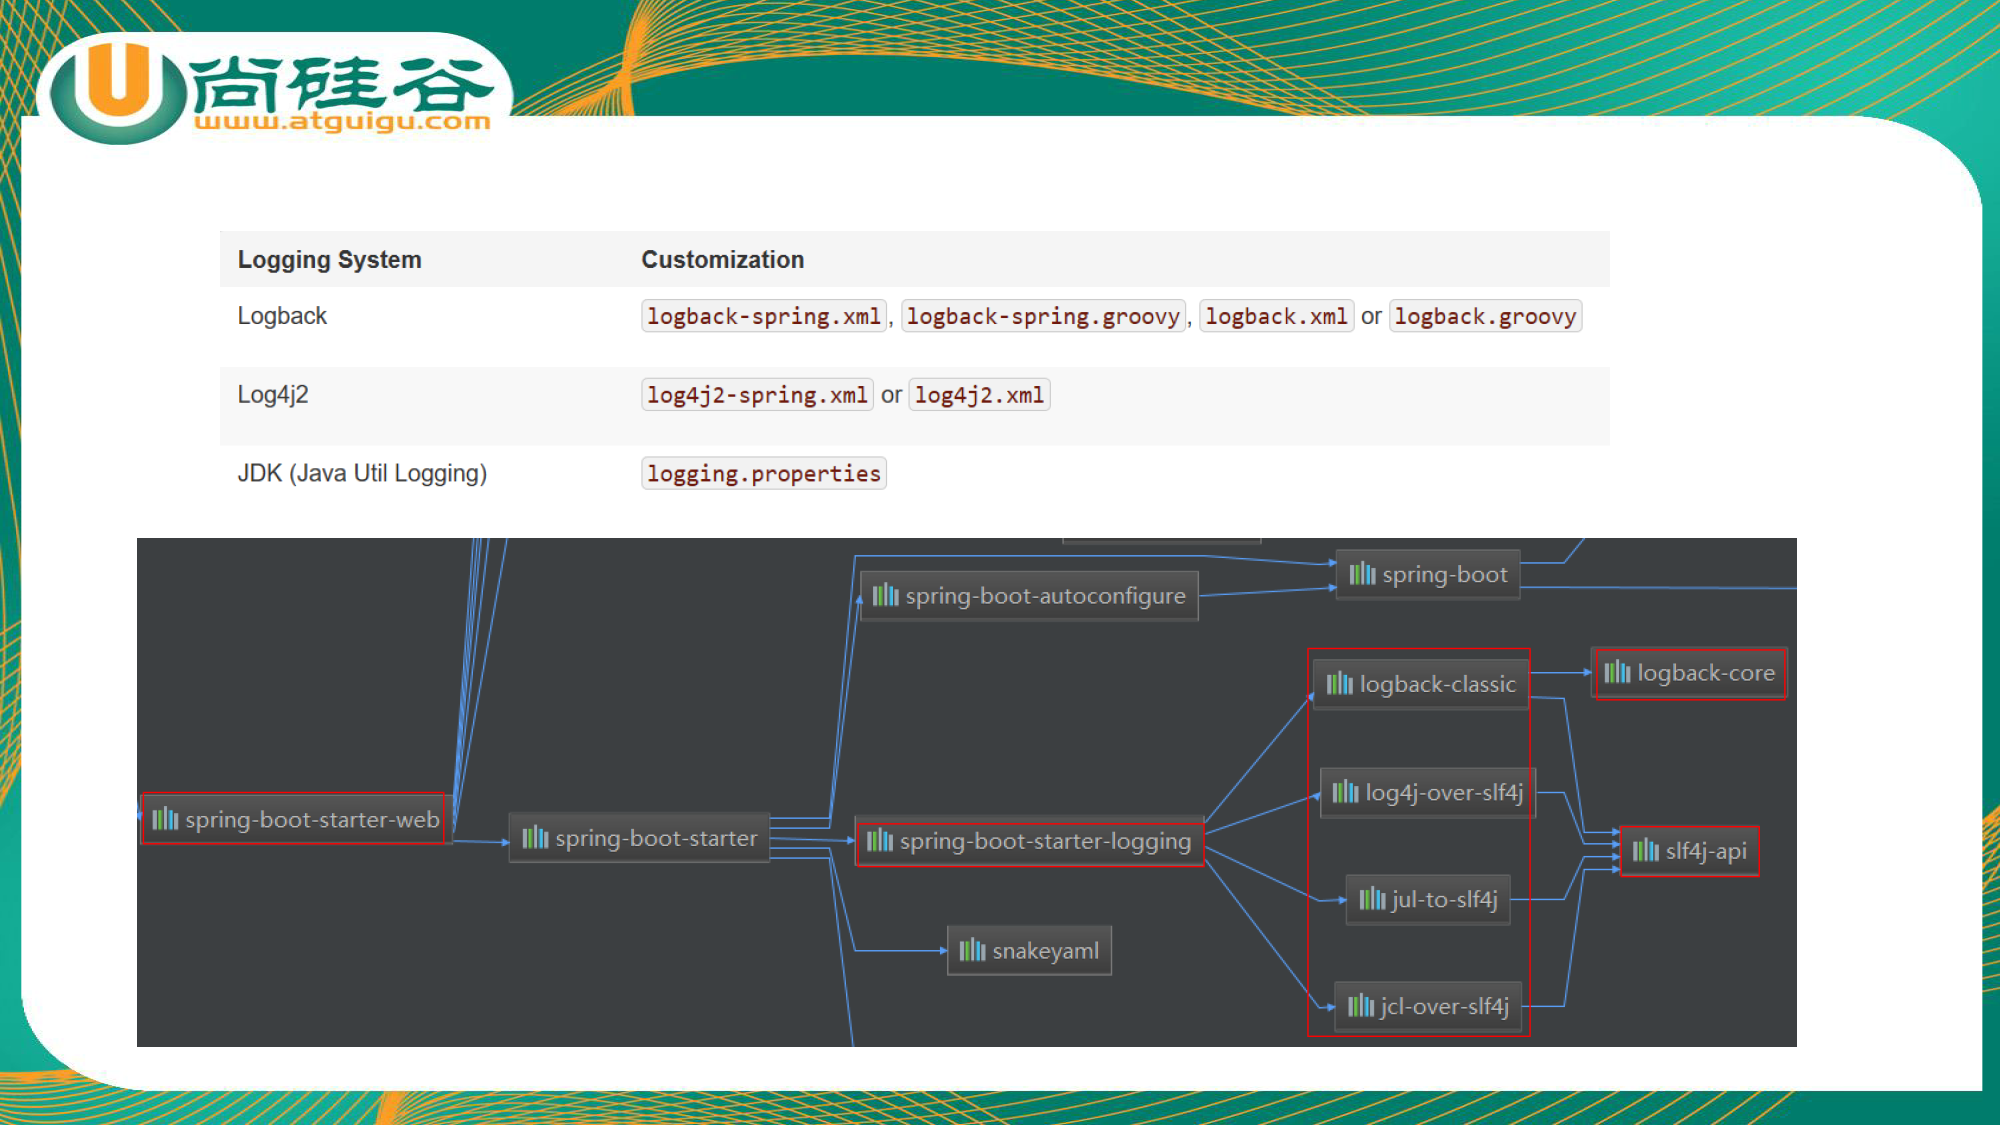 尚硅谷
www.atguigu.com
Logging System Customization
Logback logback-spring.xml, logback-spring.groovy, logback.xml or logback.groovy
Log4j2 log4j2-spring.xml or log4j2.xml
JDK (Java Util Logging) logging.properties
spring-boot
spring-boot-autoconfigure
logback-core
logback-classic
log4j-over-slf4j
spring-boot-starter-web
spring-boot-starter
spring-boot-starter-logging
slf4j-api
jul-to-slf4j
snakeyaml
jcl-over-slf4j